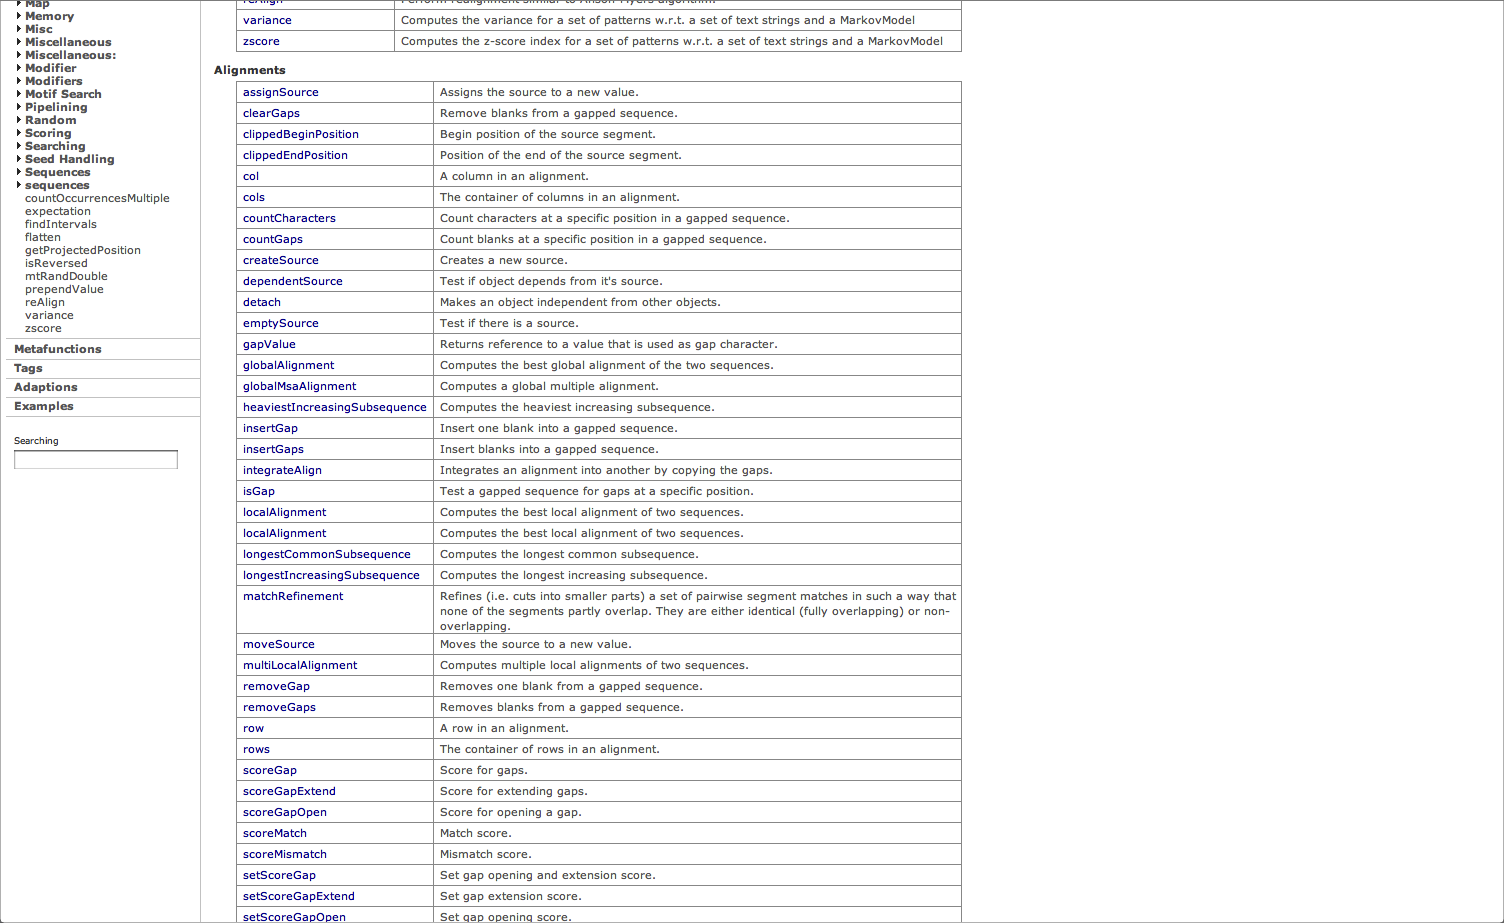 Map
Memory
Misc
Miscellaneous
Miscellaneous:
Modifier
Modifiers
Motif Search
Pipelining
Random
Scoring
Searching
Seed Handling
Sequences
sequences
countOccurrencesMultiple
expectation
findIntervals
flatten
getProjectedPosition
isReversed
mtRandDouble
prependValue
reAlign
variance
zscore
Metafunctions
Tags
Adaptions
Examples
Searching
reAlign Perform realignment similar to Anson-Myers algorithm.
variance Computes the variance for a set of patterns w.r.t. a set of text strings and a MarkovModel
zscore Computes the z-score index for a set of patterns w.r.t. a set of text strings and a MarkovModel
Alignments
assignSource Assigns the source to a new value.
clearGaps Remove blanks from a gapped sequence.
clippedBeginPosition Begin position of the source segment.
clippedEndPosition Position of the end of the source segment.
col A column in an alignment.
cols The container of columns in an alignment.
countCharacters Count characters at a specific position in a gapped sequence.
countGaps Count blanks at a specific position in a gapped sequence.
createSource Creates a new source.
dependentSource Test if object depends from it's source.
detach Makes an object independent from other objects.
emptySource Test if there is a source.
gapValue Returns reference to a value that is used as gap character.
globalAlignment Computes the best global alignment of the two sequences.
globalMsaAlignment Computes a global multiple alignment.
heaviestIncreasingSubsequence Computes the heaviest increasing subsequence.
insertGap Insert one blank into a gapped sequence.
insertGaps Insert blanks into a gapped sequence.
integrateAlign Integrates an alignment into another by copying the gaps.
isGap Test a gapped sequence for gaps at a specific position.
localAlignment Computes the best local alignment of two sequences.
localAlignment Computes the best local alignment of two sequences.
longestCommonSubsequence Computes the longest common subsequence.
longestIncreasingSubsequence Computes the longest increasing subsequence.
matchRefinement Refines (i.e. cuts into smaller parts) a set of pairwise segment matches in such a way that
none of the segments partly overlap. They are either identical (fully overlapping) or non-
overlapping.
moveSource Moves the source to a new value.
multiLocalAlignment Computes multiple local alignments of two sequences.
removeGap Removes one blank from a gapped sequence.
removeGaps Removes blanks from a gapped sequence.
row A row in an alignment.
rows The container of rows in an alignment.
scoreGap Score for gaps.
scoreGapExtend Score for extending gaps.
scoreGapOpen Score for opening a gap.
scoreMatch Match score.
scoreMismatch Mismatch score.
setScoreGap Set gap opening and extension score.
setScoreGapExtend Set gap extension score.
setScoreGapOpen Set gap opening score.